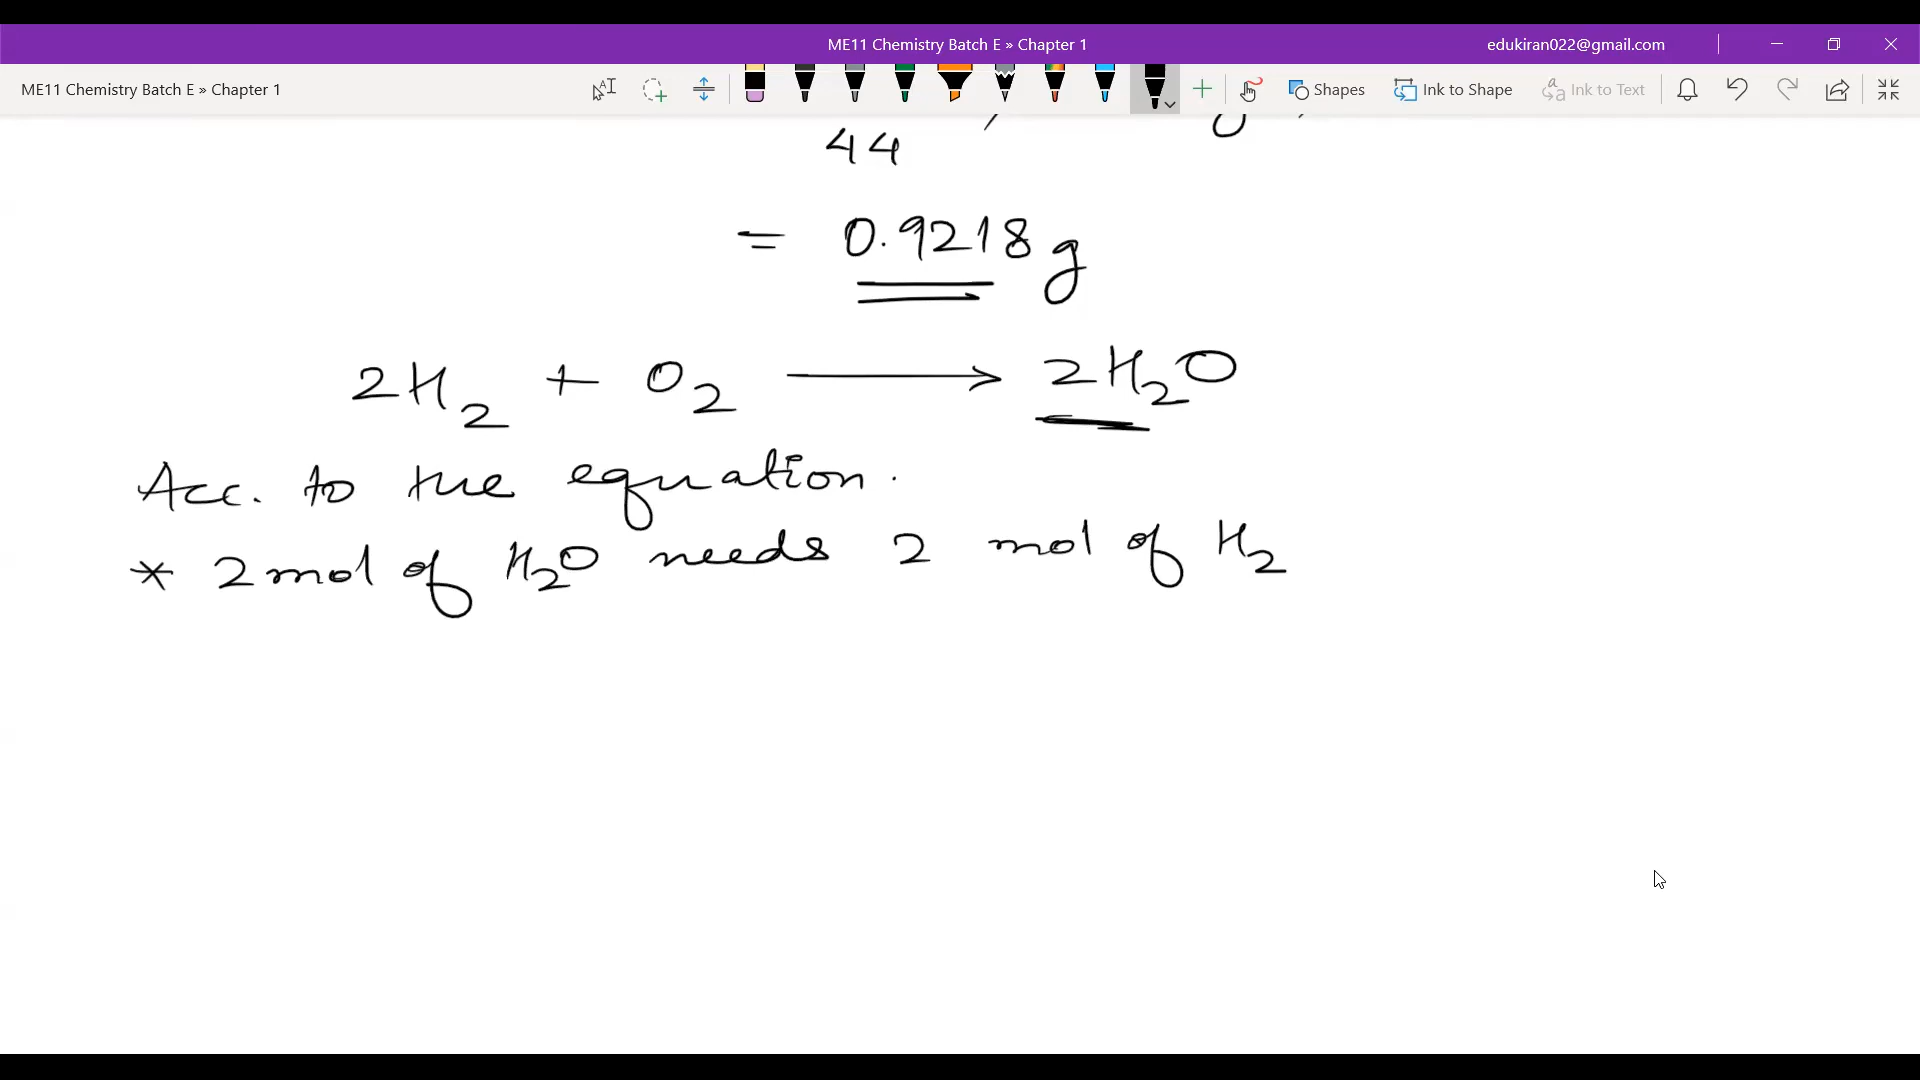 ME11 Chemistry Batch E » Chapter 1
edukiran022@gmail.com
ME11 Chemistry Batch E » Chapter 1
Shapes
Ink to Shape
Ink to Text
44
= 0.9218 g
2H₂ + O₂ ⟶ 2H₂O
Acc. to the equation.
* 2 mol of H₂O needs 2 mol of H₂